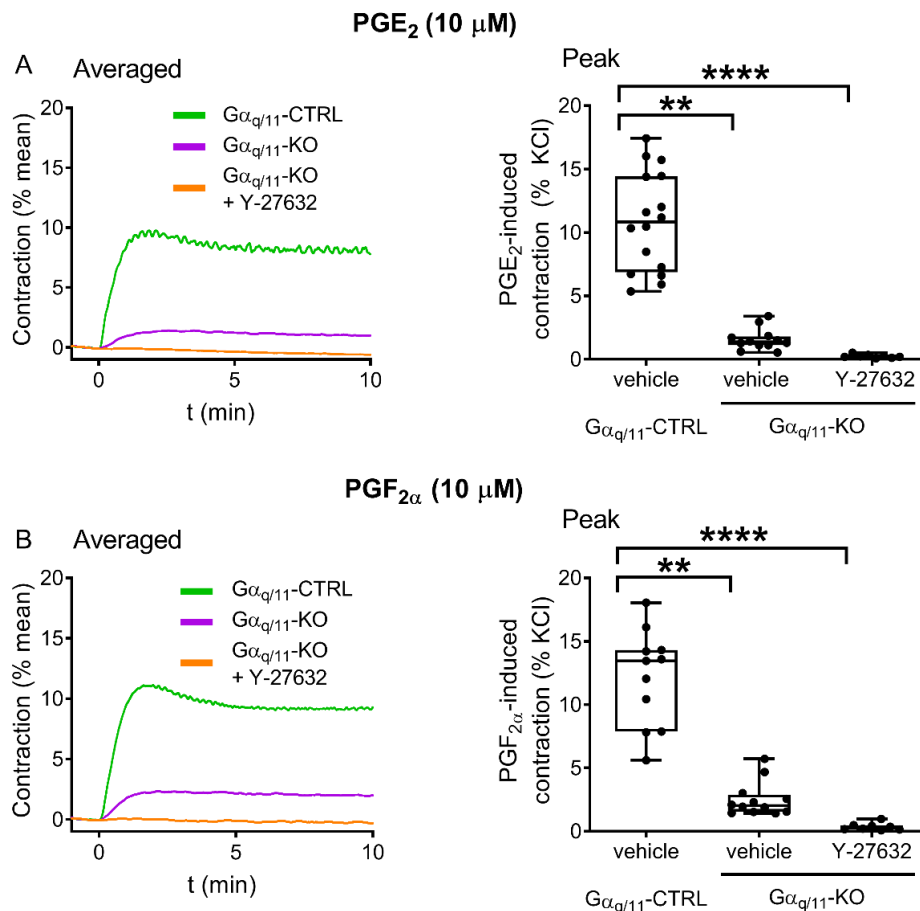 PGE₂ (10 µM)
A Averaged
Contraction (% mean)
20
15
10
5
0
Gαq/11-CTRL
Gαq/11-KO
Gαq/11-KO
+ Y-27632
0 5 10
t (min)
Peak
****
**
PGE₂-induced
contraction (% KCl)
20
15
10
5
0
vehicle vehicle Y-27632
Gαq/11-CTRL Gαq/11-KO
PGF₂α (10 µM)
B Averaged
Contraction (% mean)
20
15
10
5
0
Gαq/11-CTRL
Gαq/11-KO
Gαq/11-KO
+ Y-27632
0 5 10
t (min)
Peak
****
**
PGF₂α-induced
contraction (% KCl)
20
15
10
5
0
vehicle vehicle Y-27632
Gαq/11-CTRL Gαq/11-KO